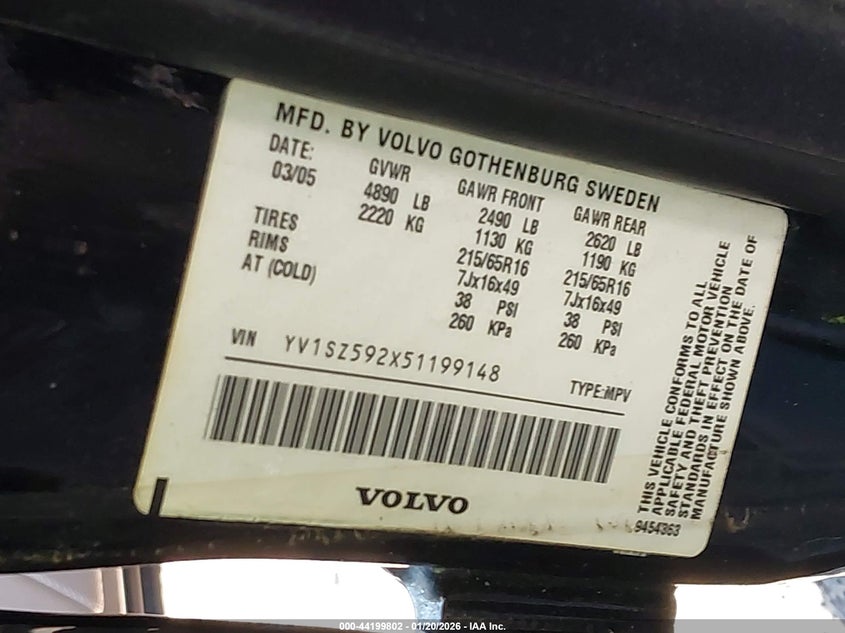 MFD. BY VOLVO GOTHENBURG SWEDEN
DATE: GVWR GAWR FRONT GAWR REAR
03/05 4890 LB 2490 LB 2620 LB
2220 KG 1130 KG 1190 KG
TIRES 215/65R16 215/65R16
RIMS 7Jx16x49 7Jx16x49
AT (COLD) 38 PSI 38 PSI
260 KPa 260 KPa
VIN YV1SZ592X51199148
TYPE:MPV
VOLVO
THIS VEHICLE CONFORMS TO ALL
APPLICABLE FEDERAL MOTOR VEHICLE
SAFETY AND THEFT PREVENTION
STANDARDS IN EFFECT ON THE DATE OF
MANUFACTURE SHOWN ABOVE.
9454363
000-44199802 - 01/20/2026 - IAA Inc.